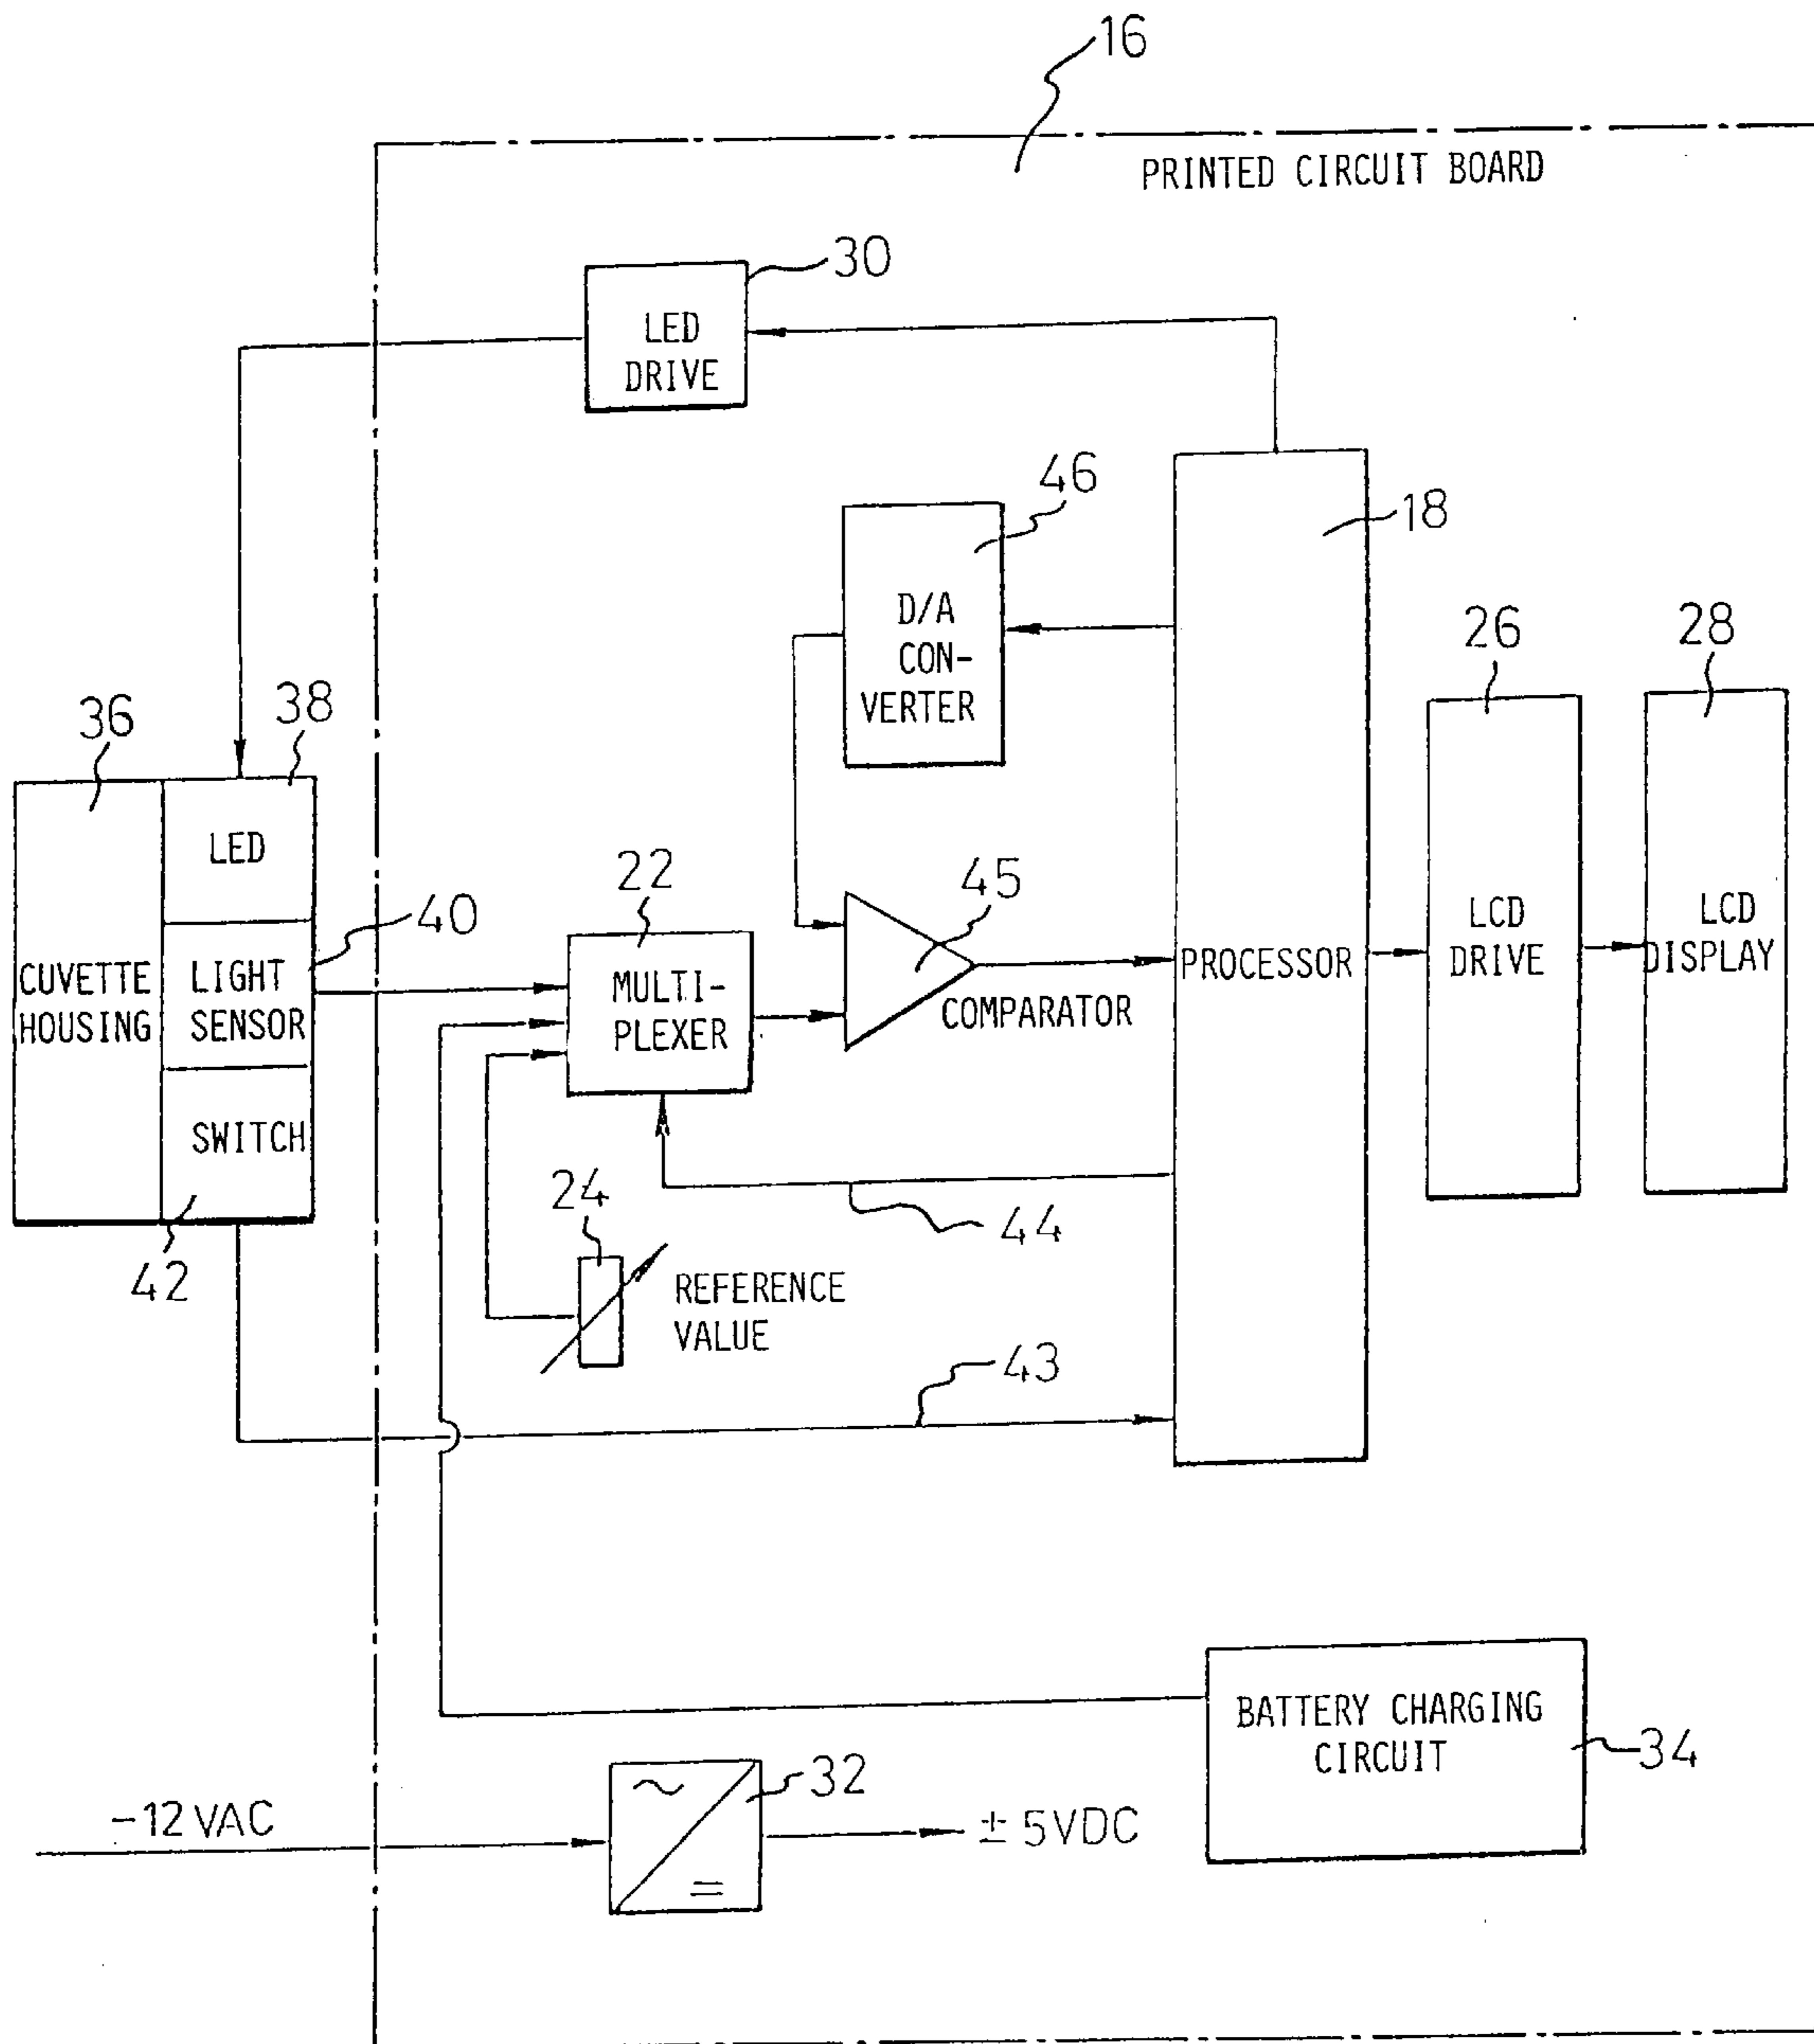 16
PRINTED CIRCUIT BOARD
30
LED
DRIVE
46
18
D/A
CON-
VERTER
26
28
36
38
LED
22
45
40
LCD
DRIVE
LCD
DISPLAY
CUVETTE
HOUSING
LIGHT
SENSOR
MULTI-
PLEXER
PROCESSOR
COMPARATOR
SWITCH
24
44
42
REFERENCE
VALUE
43
BATTERY CHARGING
CIRCUIT
34
32
-12 VAC
~
=
± 5VDC